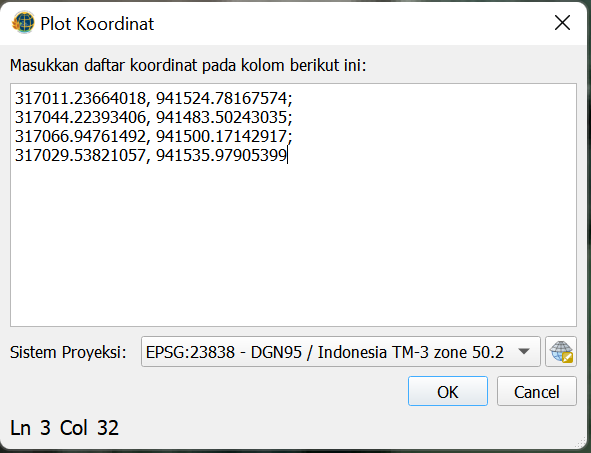 Plot Koordinat
Masukkan daftar koordinat pada kolom berikut ini:
317011.23664018, 941524.78167574;
317044.22393406, 941483.50243035;
317066.94761492, 941500.17142917;
317029.53821057, 941535.97905399
Sistem Proyeksi: EPSG:23838 - DGN95 / Indonesia TM-3 zone 50.2
OK Cancel
Ln 3 Col 32